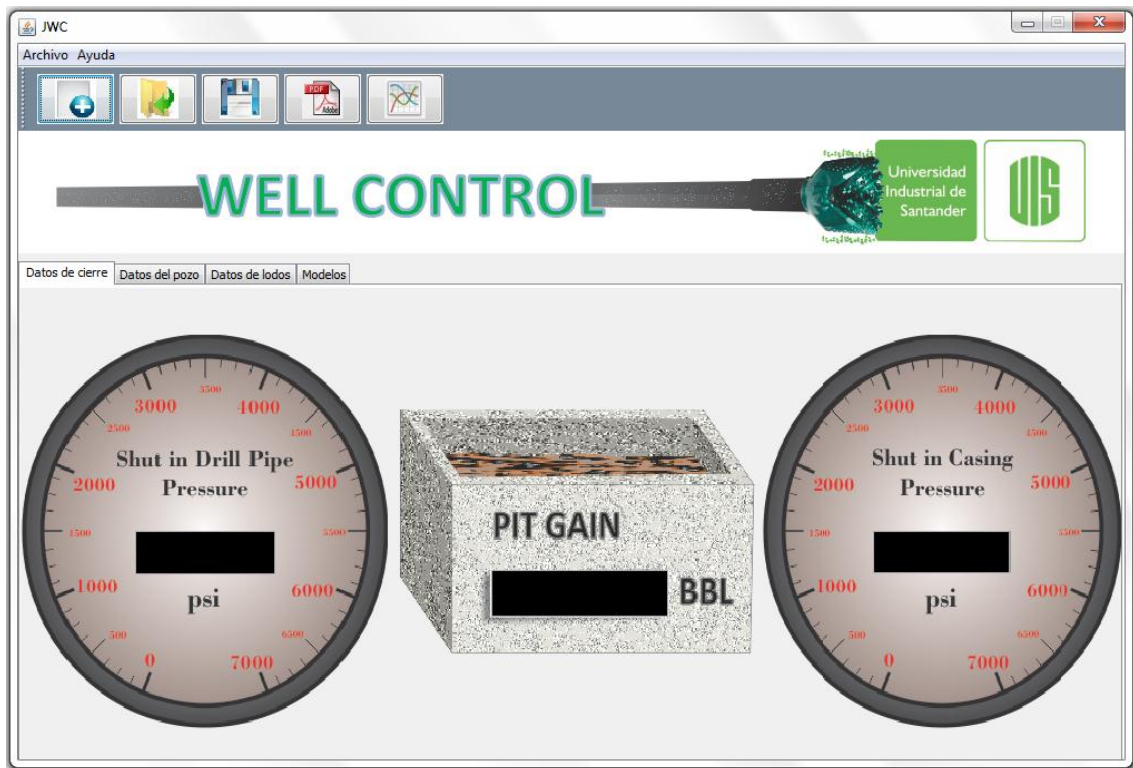 JWC
Archivo Ayuda
PDF
Adobe
WELL CONTROL
Universidad
Industrial de
Santander
UIS
Datos de cierre Datos del pozo Datos de lodos Modelos
3500
3000 4000
2500 4500
Shut in Drill Pipe
Pressure
2000 5000
1500 5500
1000 6000
psi
500 6500
0 7000
PIT GAIN
BBL
3500
3000 4000
2500 4500
Shut in Casing
Pressure
2000 5000
1500 5500
1000 6000
psi
500 6500
0 7000